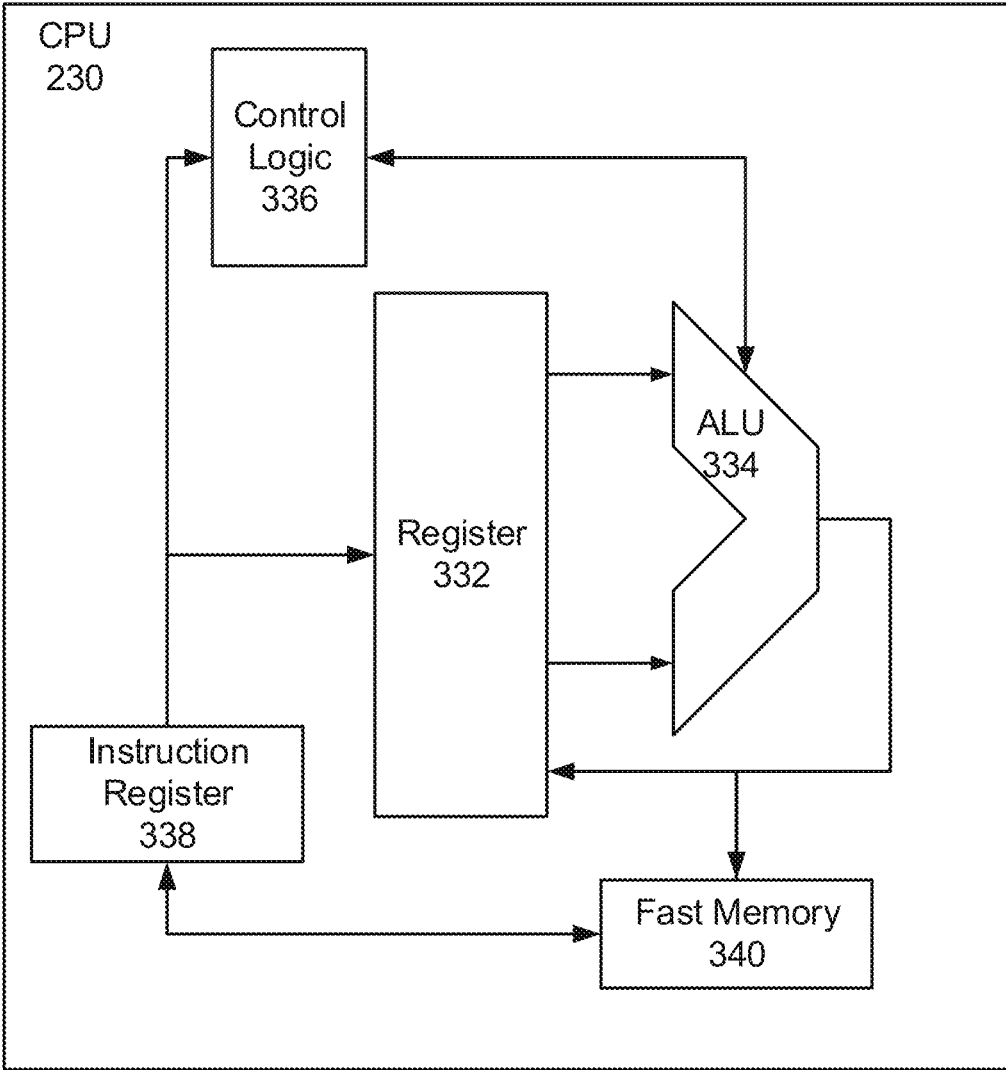 CPU
230
Control
Logic
336
ALU
334
Register
332
Instruction
Register
338
Fast Memory
340